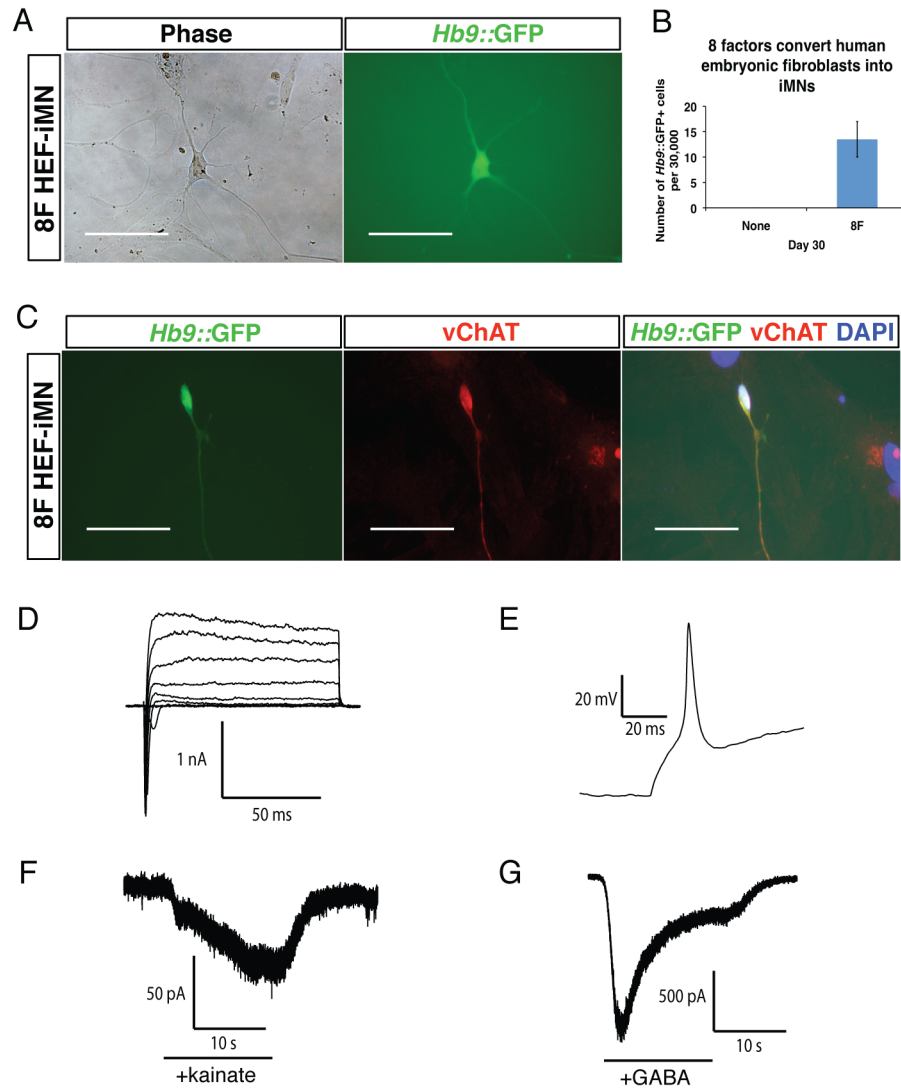 A
Phase
Hb9::GFP
8F HEF-iMN
B
8 factors convert human
embryonic fibroblasts into
iMNs
Number of Hb9::GFP+ cells
per 30,000
20
15
10
5
0
None
8F
Day 30
C
Hb9::GFP
vChAT
Hb9::GFP vChAT DAPI
8F HEF-iMN
D
1 nA
50 ms
E
20 mV
20 ms
F
50 pA
10 s
+kainate
G
500 pA
10 s
+GABA